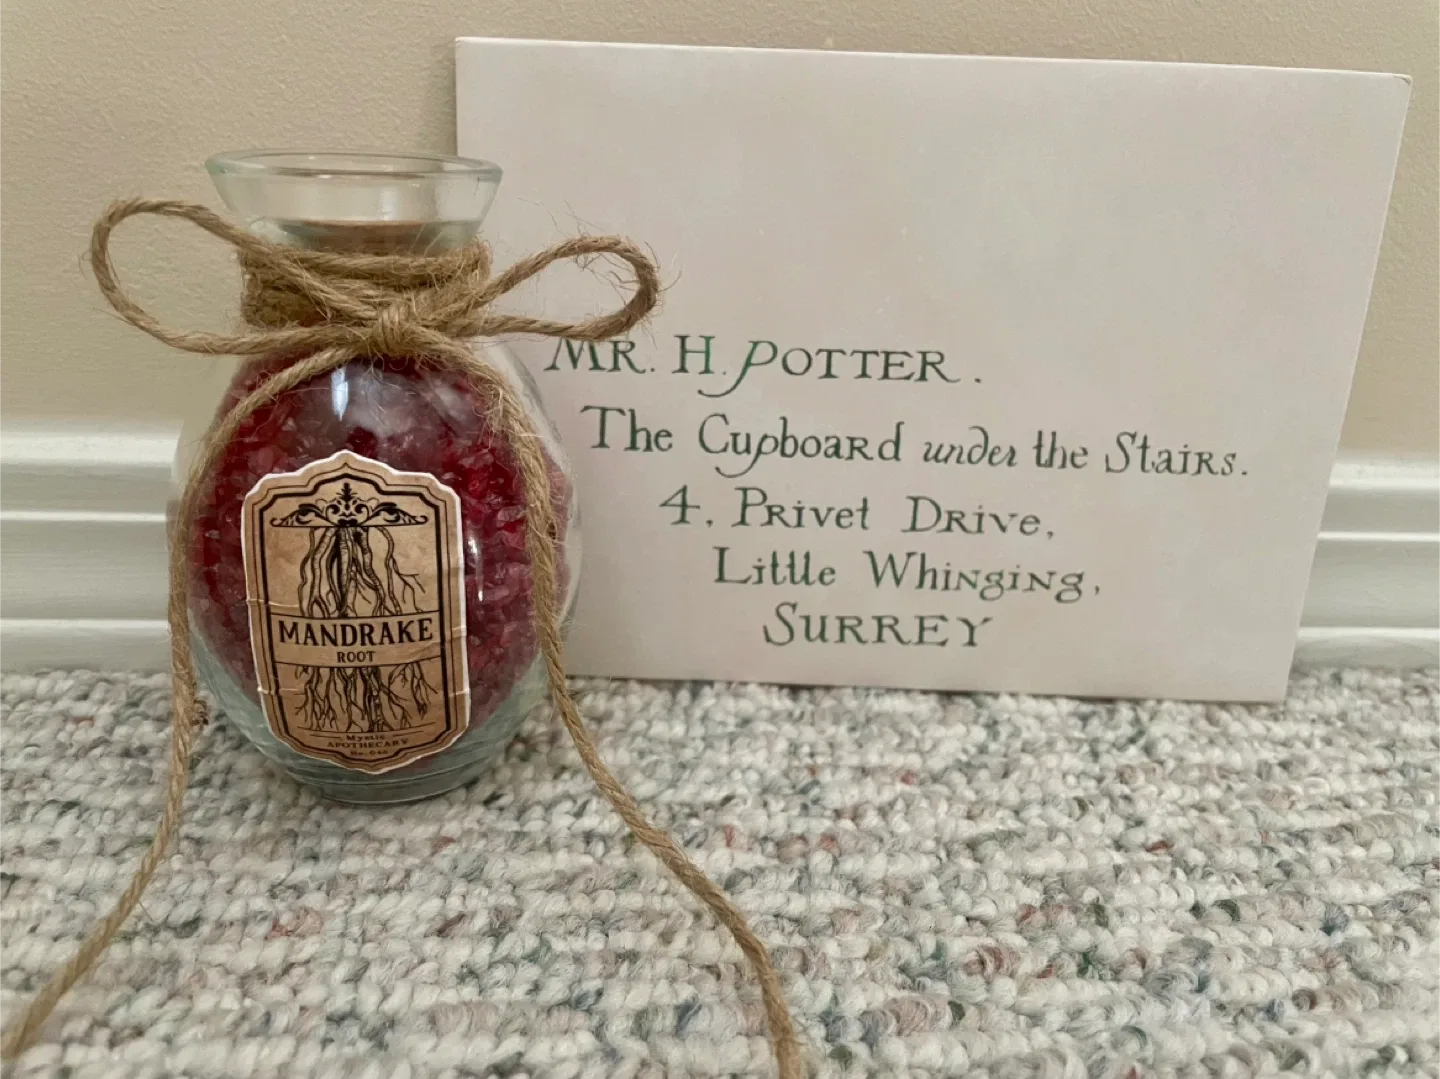 MR. H. POTTER.
The Cupboard under the Stairs.
4, Privet Drive,
Little Whinging,
SURREY
MANDRAKE
ROOT
Mystic
APOTHECARY